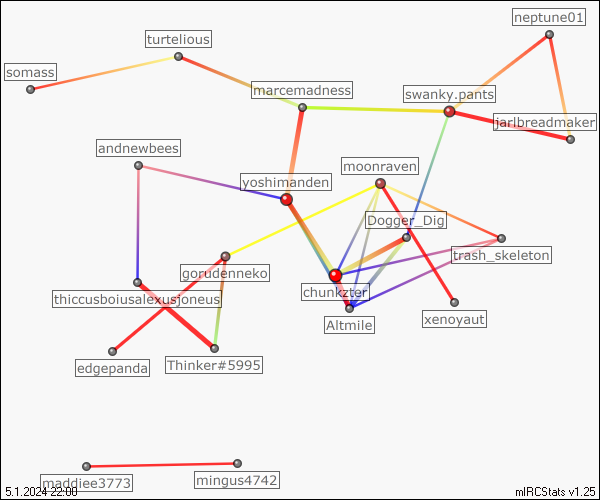 neptune01
turtelious
somass
marcemadness
swanky.pants
jarlbreadmaker
andnewbees
moonraven
yoshimanden
Dogger_Dig
trash_skeleton
gorudenneko
chunkzter
thiccusboiusalexusjoneus
Altmile
xenoyaut
edgepanda
Thinker#5995
maddiee3773
mingus4742
5.1.2024 22:00
mIRCStats v1.25